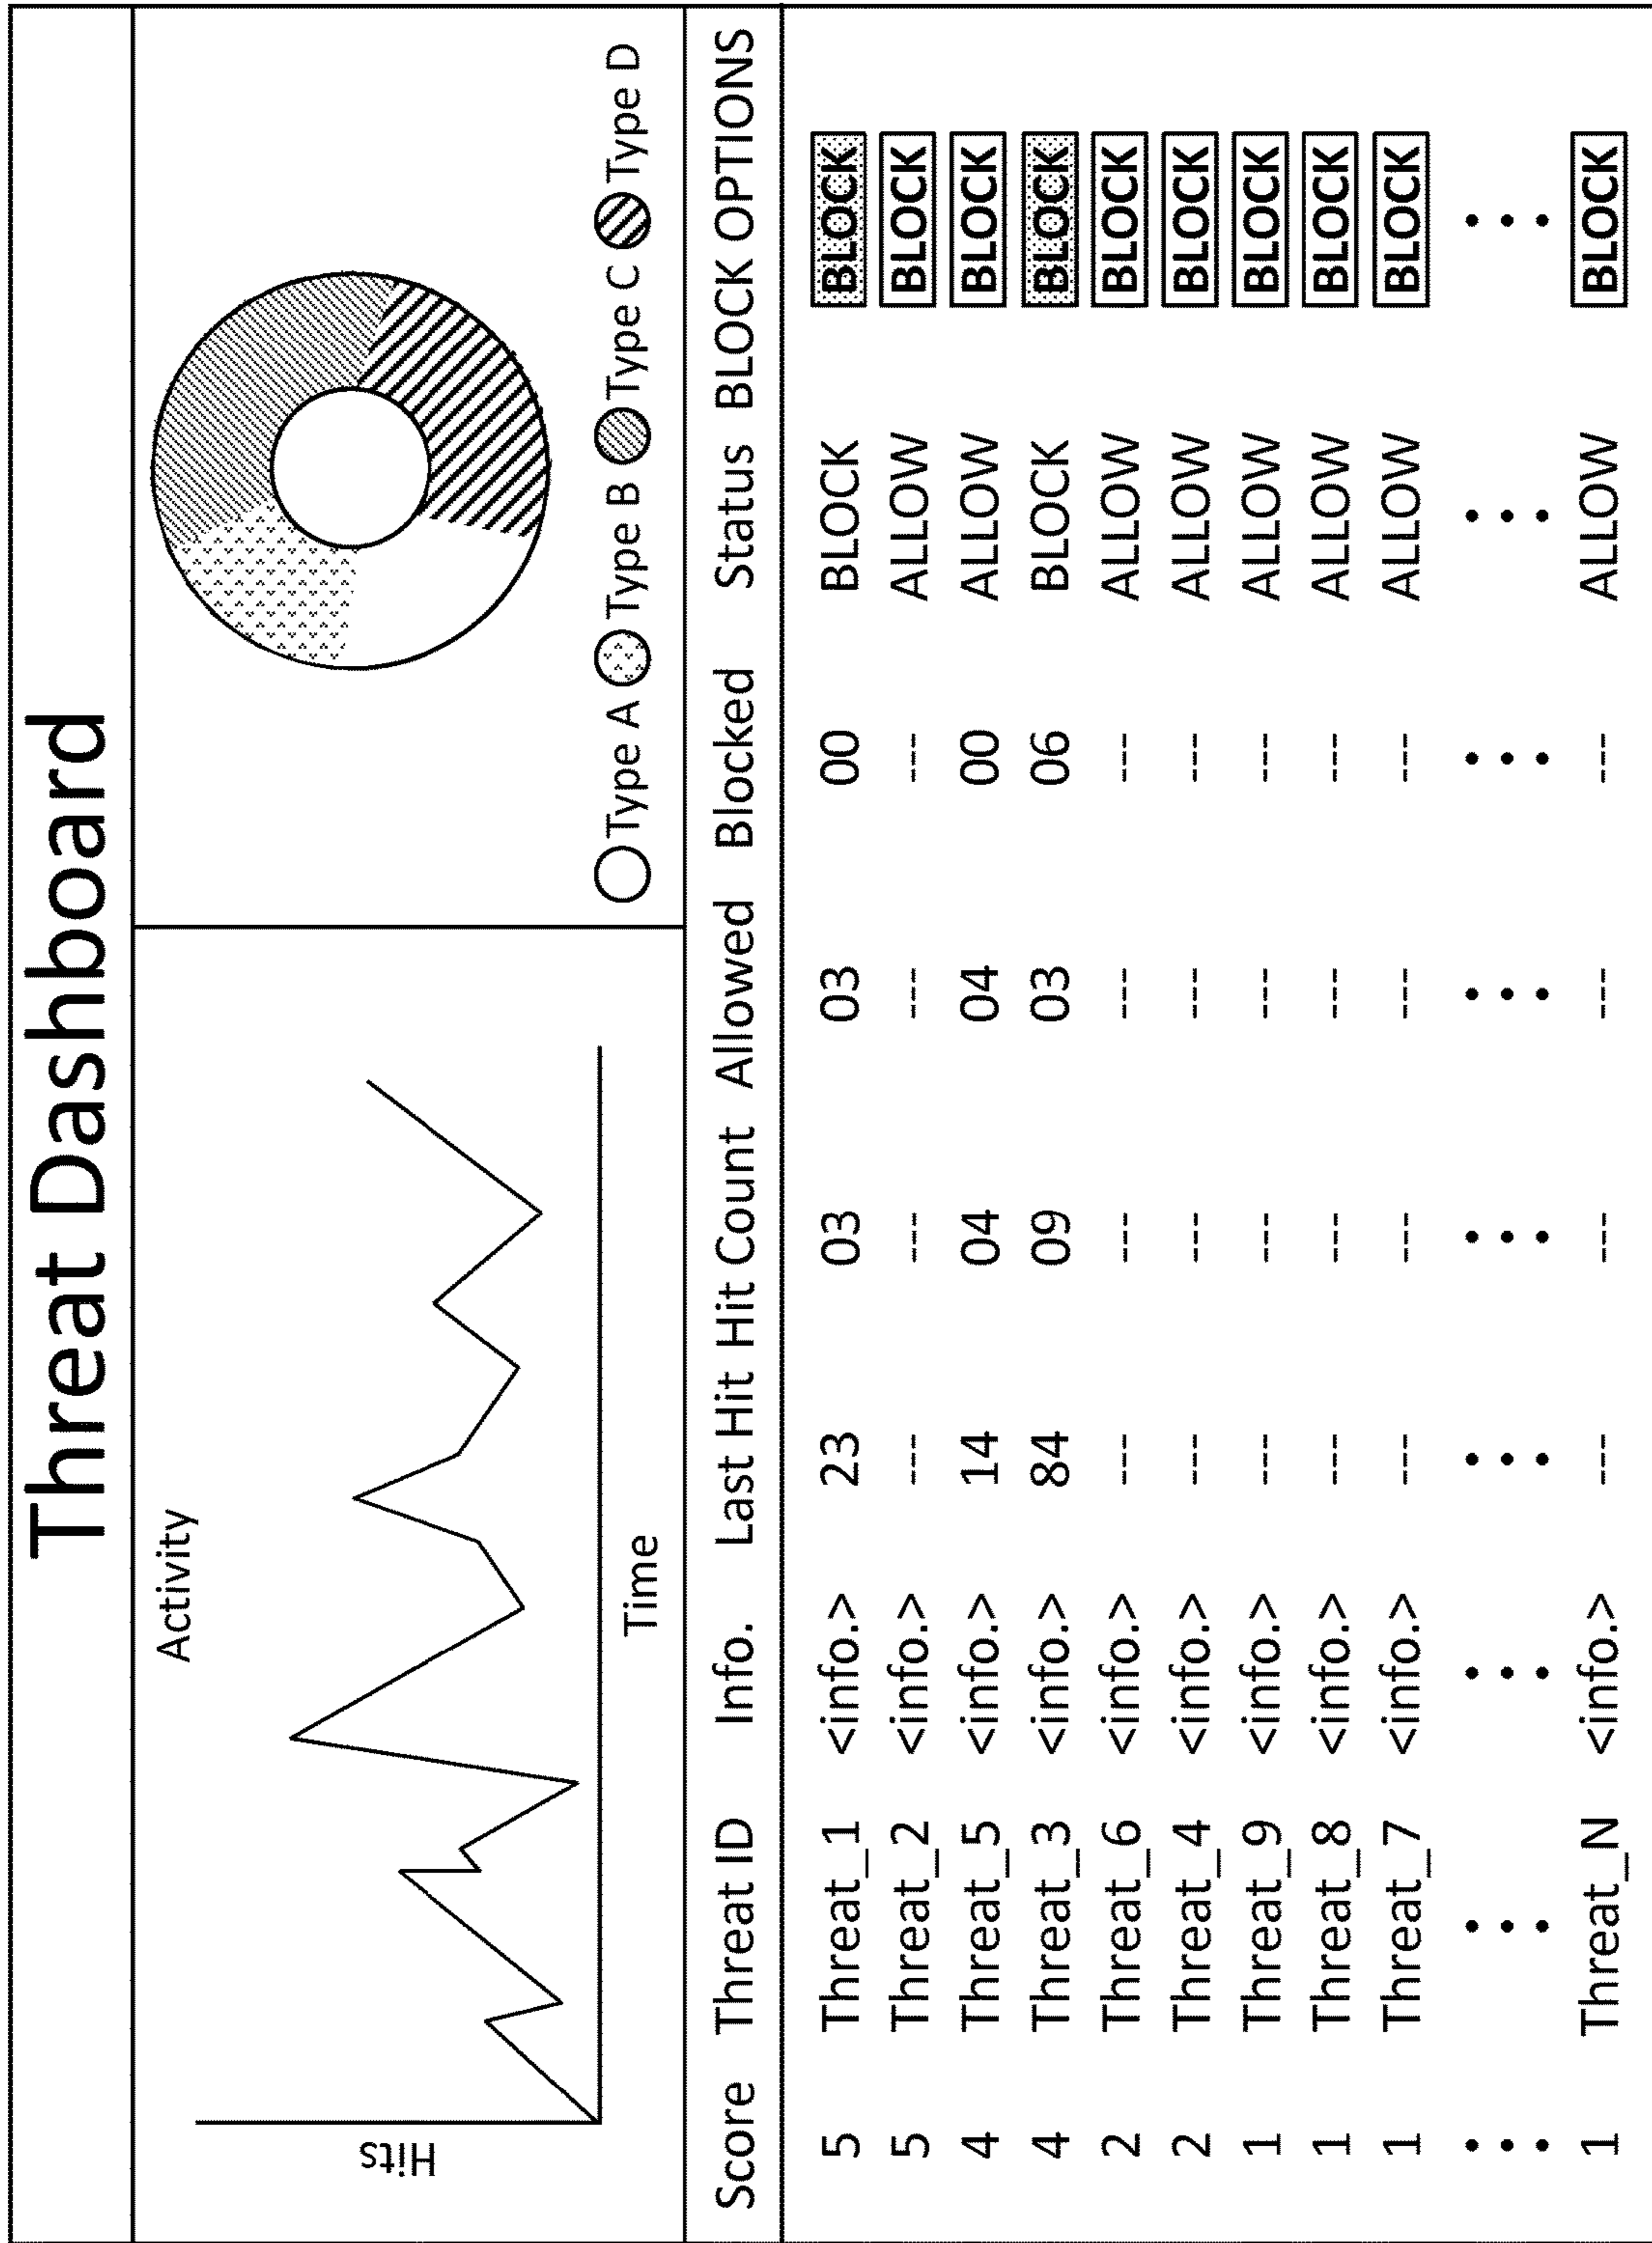 Threat Dashboard
Activity
Hits
Time
Type A Type B Type C Type D
Score Threat ID Info. Last Hit Hit Count Allowed Blocked Status BLOCK OPTIONS
5 Threat_1 <info.> 23 03 03 00 BLOCK BLOCK
5 Threat_2 <info.> --- --- --- --- ALLOW BLOCK
4 Threat_5 <info.> 14 04 04 00 ALLOW BLOCK
4 Threat_3 <info.> 84 09 03 06 BLOCK BLOCK
2 Threat_6 <info.> --- --- --- --- ALLOW BLOCK
2 Threat_4 <info.> --- --- --- --- ALLOW BLOCK
1 Threat_9 <info.> --- --- --- --- ALLOW BLOCK
1 Threat_8 <info.> --- --- --- --- ALLOW BLOCK
1 Threat_7 <info.> --- --- --- --- ALLOW BLOCK
1 Threat_N <info.> --- --- --- --- ALLOW BLOCK